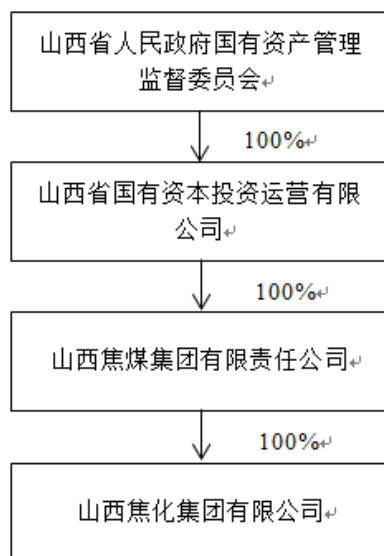 山西省人民政府国有资产管理
监督委员会↵
100%↵
山西省国有资本投资运营有限
公司↵
100%↵
山西焦煤集团有限责任公司↵
100%↵
山西焦化集团有限公司↵